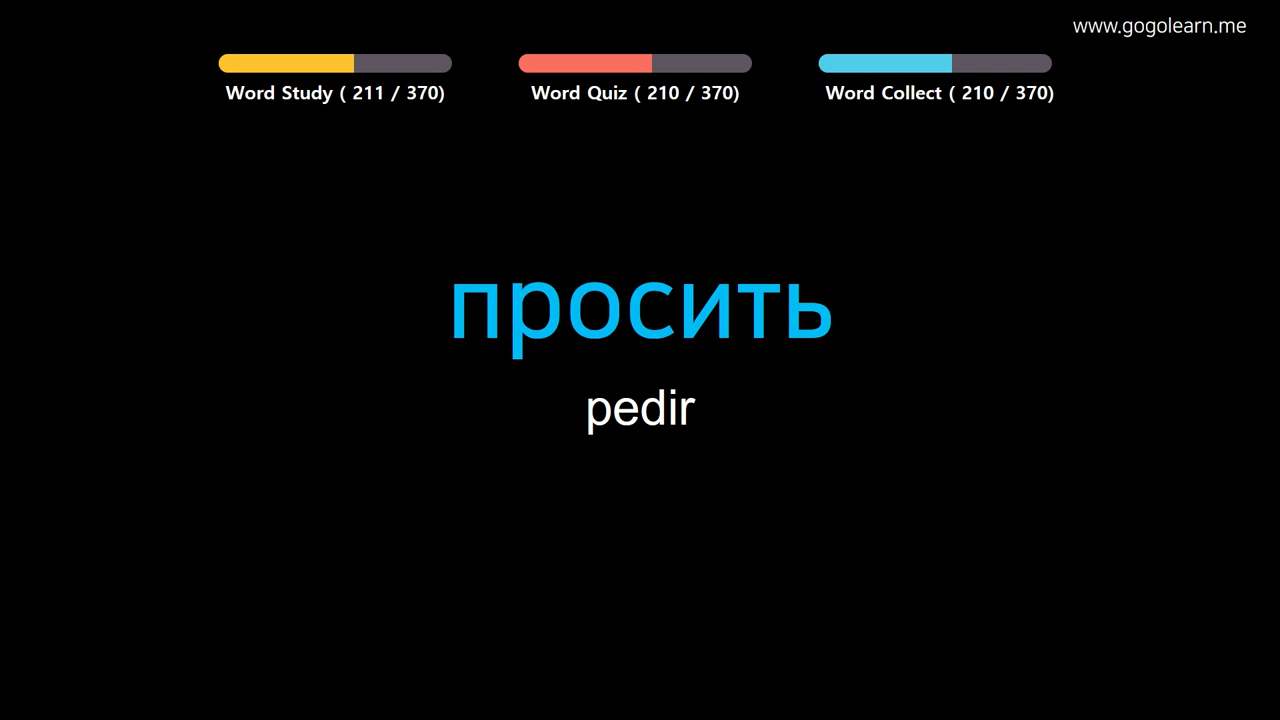 www.gogolearn.me
Word Study ( 211 / 370)
Word Quiz ( 210 / 370)
Word Collect ( 210 / 370)
просить
pedir